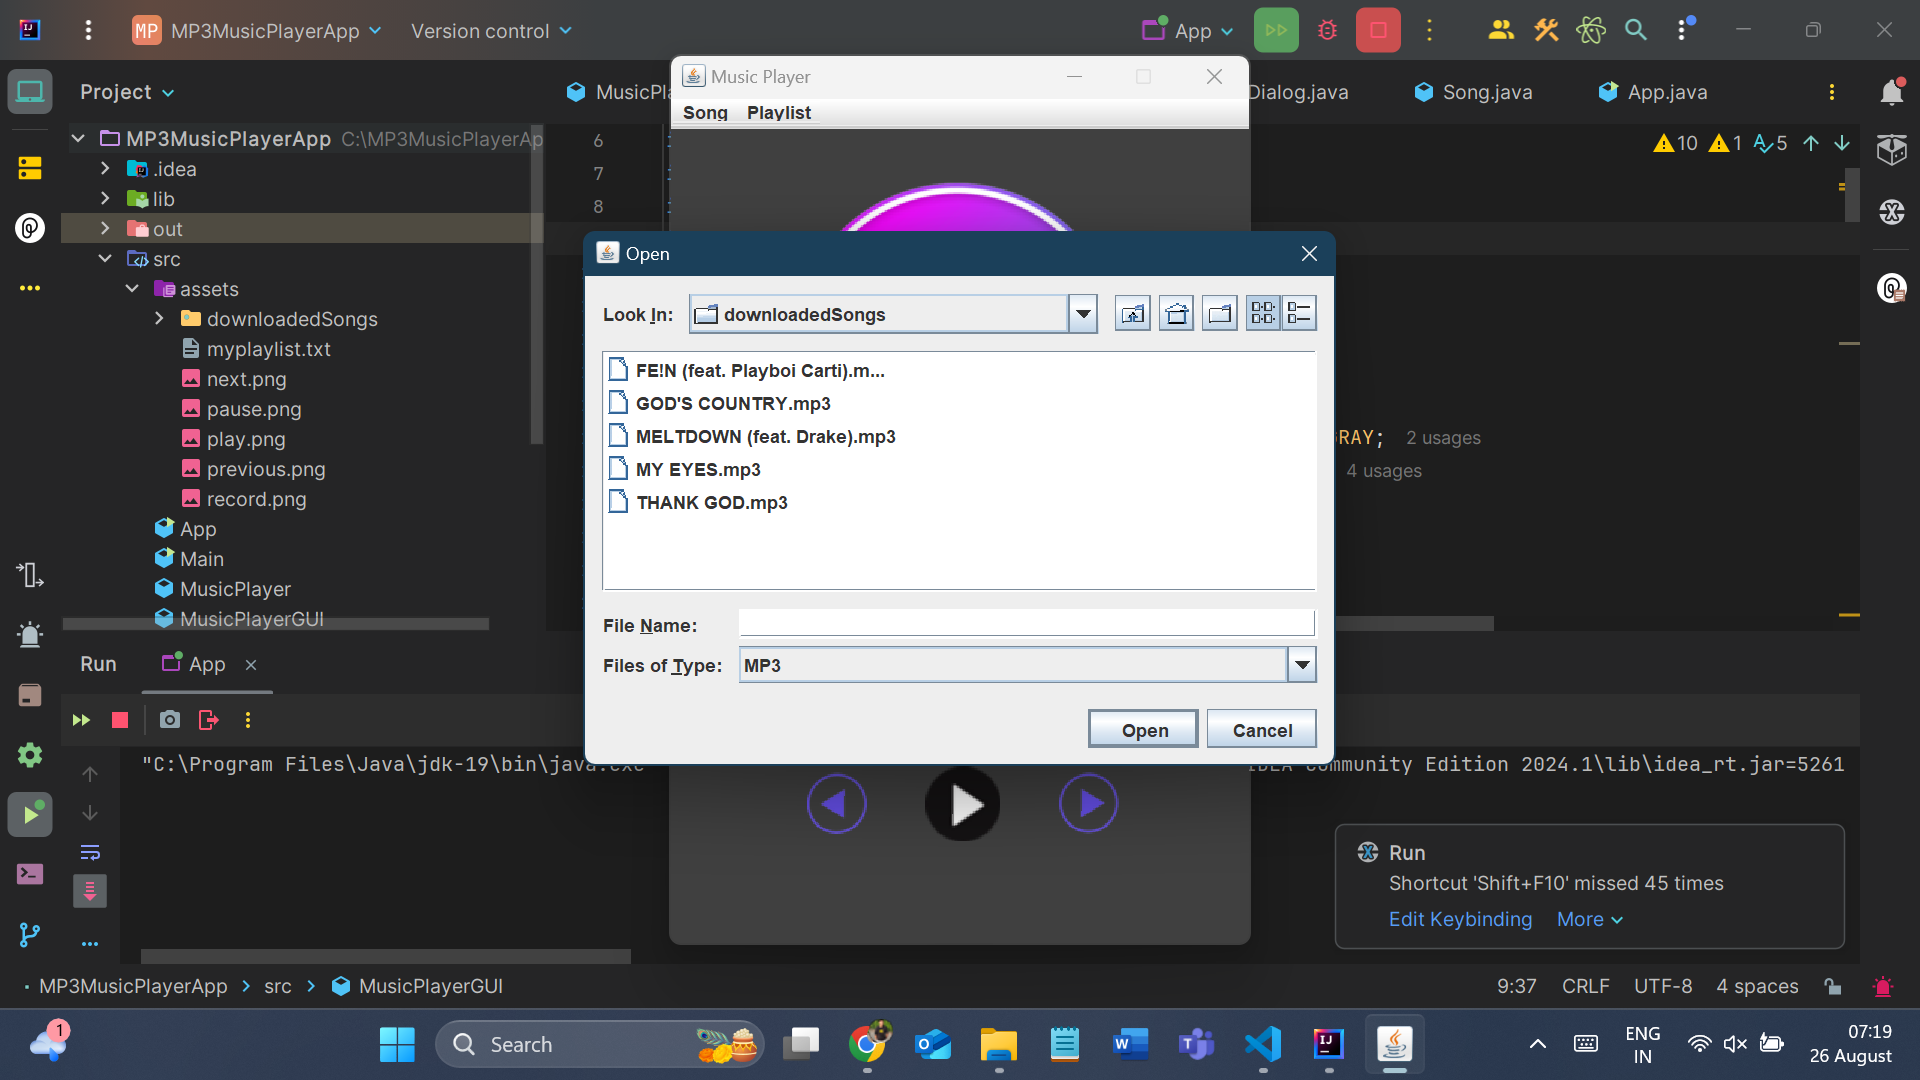 MP MP3MusicPlayerApp Version control App
Project
MusicPla
Dialog.java
Song.java
App.java
Music Player
Song Playlist
MP3MusicPlayerApp C:\MP3MusicPlayerAp
.idea
lib
out
src
assets
downloadedSongs
myplaylist.txt
next.png
pause.png
play.png
previous.png
record.png
App
Main
MusicPlayer
MusicPlayerGUI
6
7
8
10 1 5
RAY; 2 usages
4 usages
Open
Look In: downloadedSongs
FE!N (feat. Playboi Carti).m...
GOD'S COUNTRY.mp3
MELTDOWN (feat. Drake).mp3
MY EYES.mp3
THANK GOD.mp3
File Name:
Files of Type: MP3
Open Cancel
Run App
"C:\Program Files\Java\jdk-19\bin\java.exe IDEA Community Edition 2024.1\lib\idea_rt.jar=5261
Run
Shortcut 'Shift+F10' missed 45 times
Edit Keybinding More
MP3MusicPlayerApp src MusicPlayerGUI
9:37 CRLF UTF-8 4 spaces
1
Search
ENG
IN
07:19
26 August